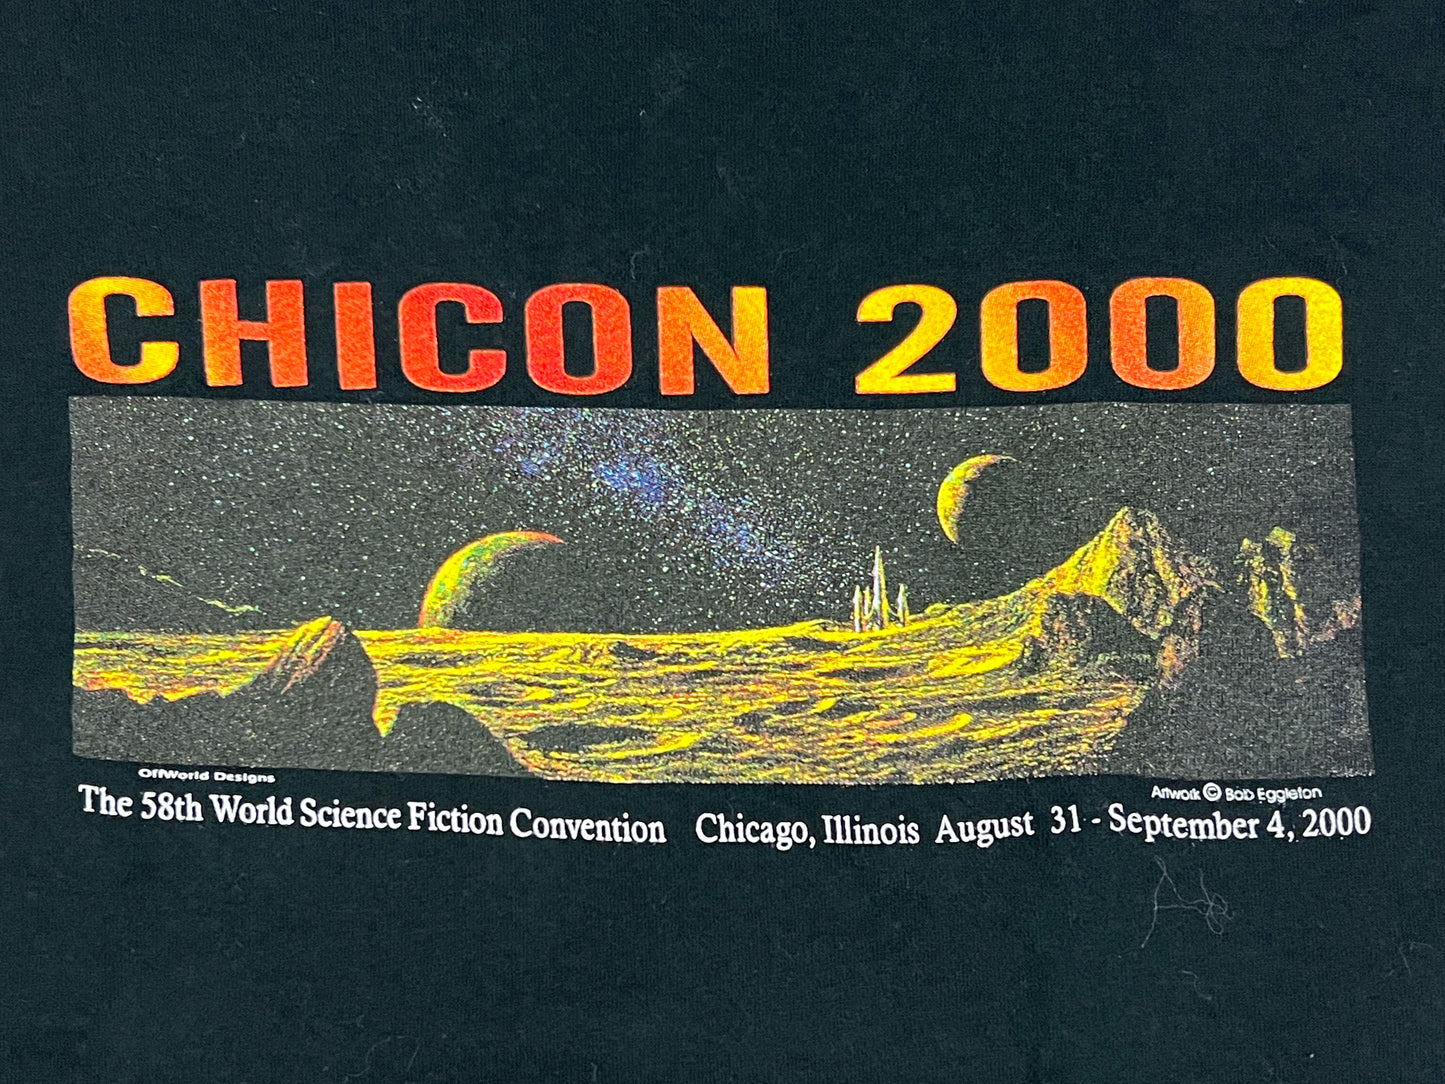 CHICON 2000
OffWorld Designs
Artwork © Bob Eggleton
The 58th World Science Fiction Convention Chicago, Illinois August 31 - September 4, 2000